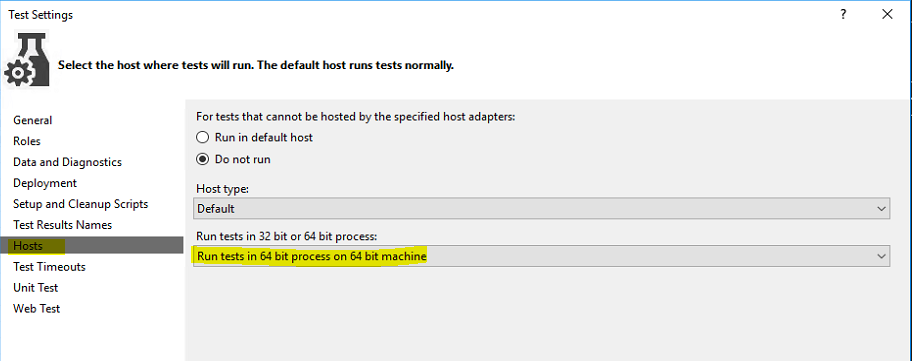 Test Settings
?
Select the host where tests will run. The default host runs tests normally.
General
Roles
Data and Diagnostics
Deployment
Setup and Cleanup Scripts
Test Results Names
Hosts
Test Timeouts
Unit Test
Web Test
For tests that cannot be hosted by the specified host adapters:
Run in default host
Do not run
Host type:
Default
Run tests in 32 bit or 64 bit process:
Run tests in 64 bit process on 64 bit machine